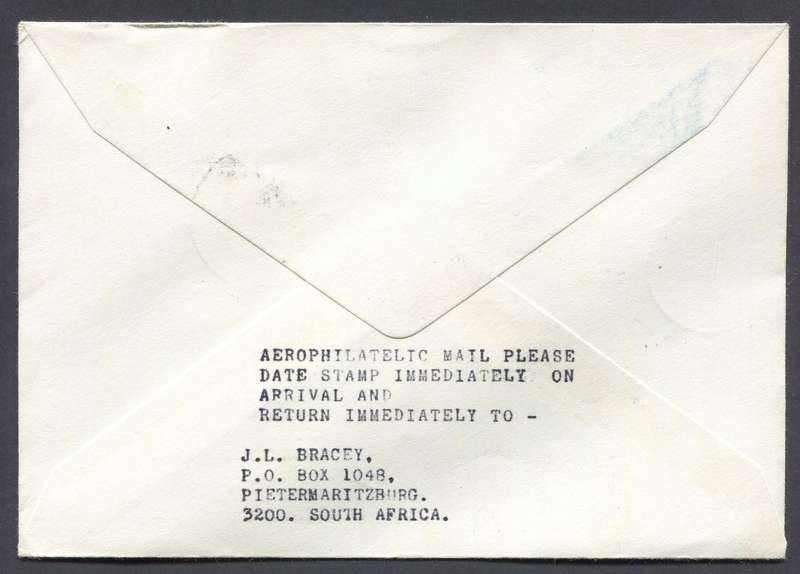 AEROPHILATELIC MAIL PLEASE
DATE STAMP IMMEDIATELY ON
ARRIVAL AND
RETURN IMMEDIATELY TO -
J.L. BRACEY,
P.O. BOX 1048,
PIETERMARITZBURG.
3200. SOUTH AFRICA.